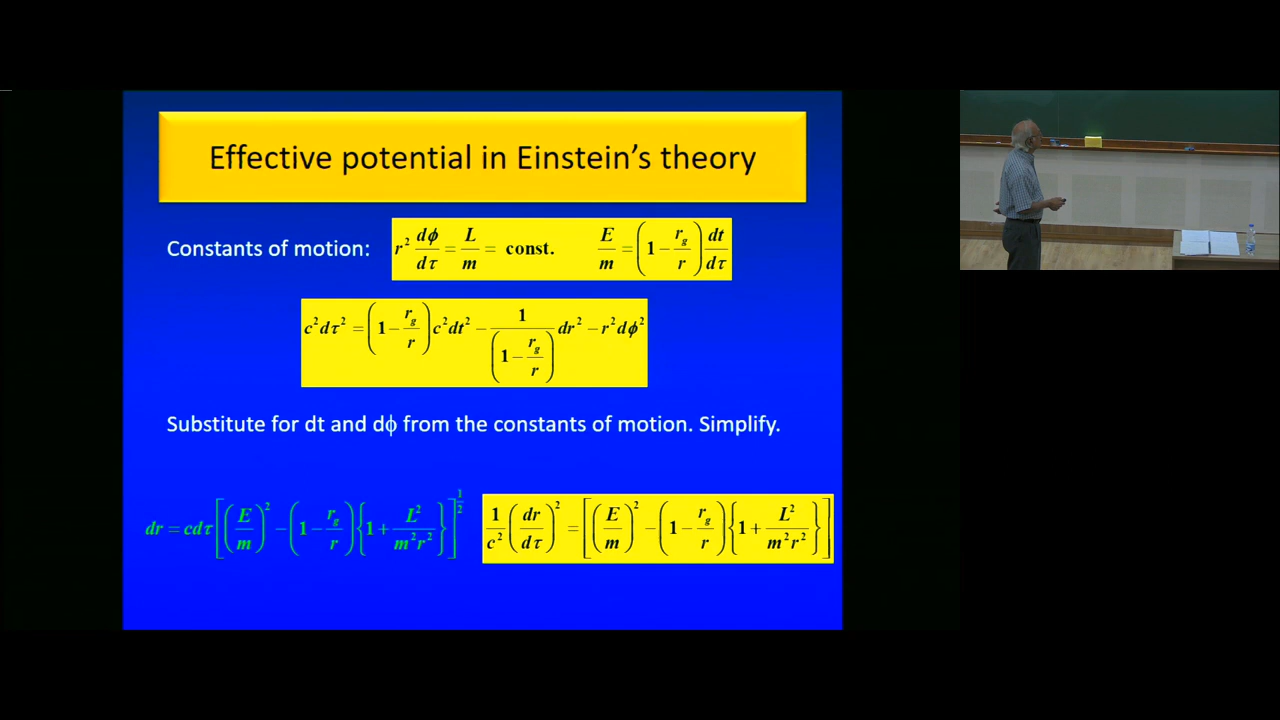 Effective potential in Einstein's theory
Constants of motion: r² dϕ/dτ = L/m = const. E/m = (1 − r_g/r) dt/dτ
c²dτ² = (1 − r_g/r) c²dt² − 1/(1 − r_g/r) dr² − r²dϕ²
Substitute for dt and dϕ from the constants of motion. Simplify.
dr = cdτ [(E/m)² − (1 − r_g/r){1 + L²/m²r²}]^{1/2} 1/c² (dr/dτ)² = [(E/m)² − (1 − r_g/r){1 + L²/m²r²}]